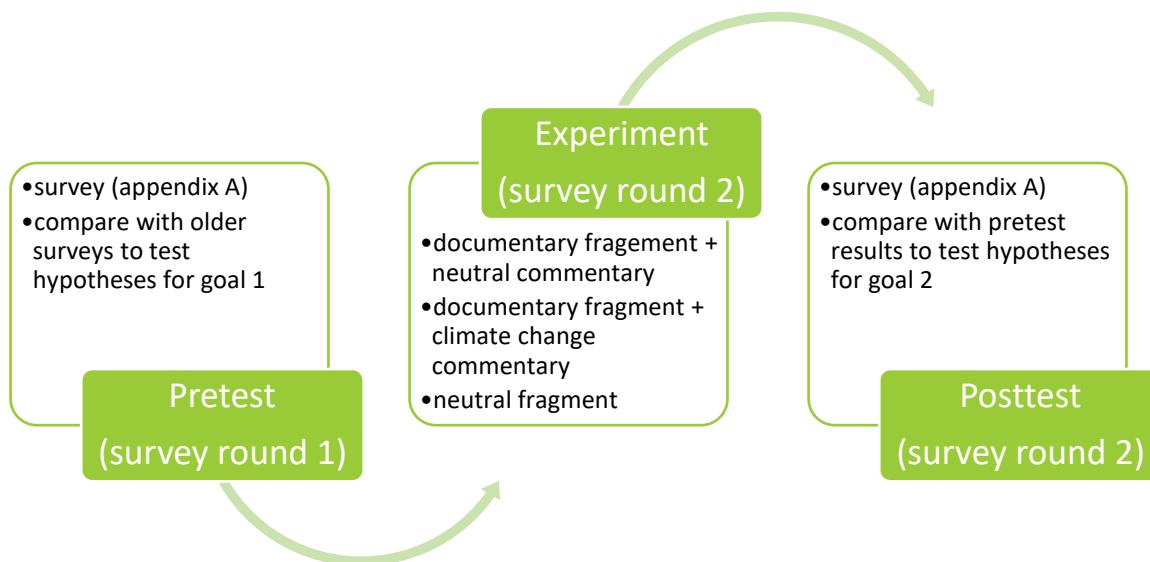 •survey (appendix A)
•compare with older
surveys to test
hypotheses for goal 1
Pretest
(survey round 1)
Experiment
(survey round 2)
•documentary fragement +
neutral commentary
•documentary fragment +
climate change
commentary
•neutral fragment
•survey (appendix A)
•compare with pretest
results to test hypotheses
for goal 2
Posttest
(survey round 2)